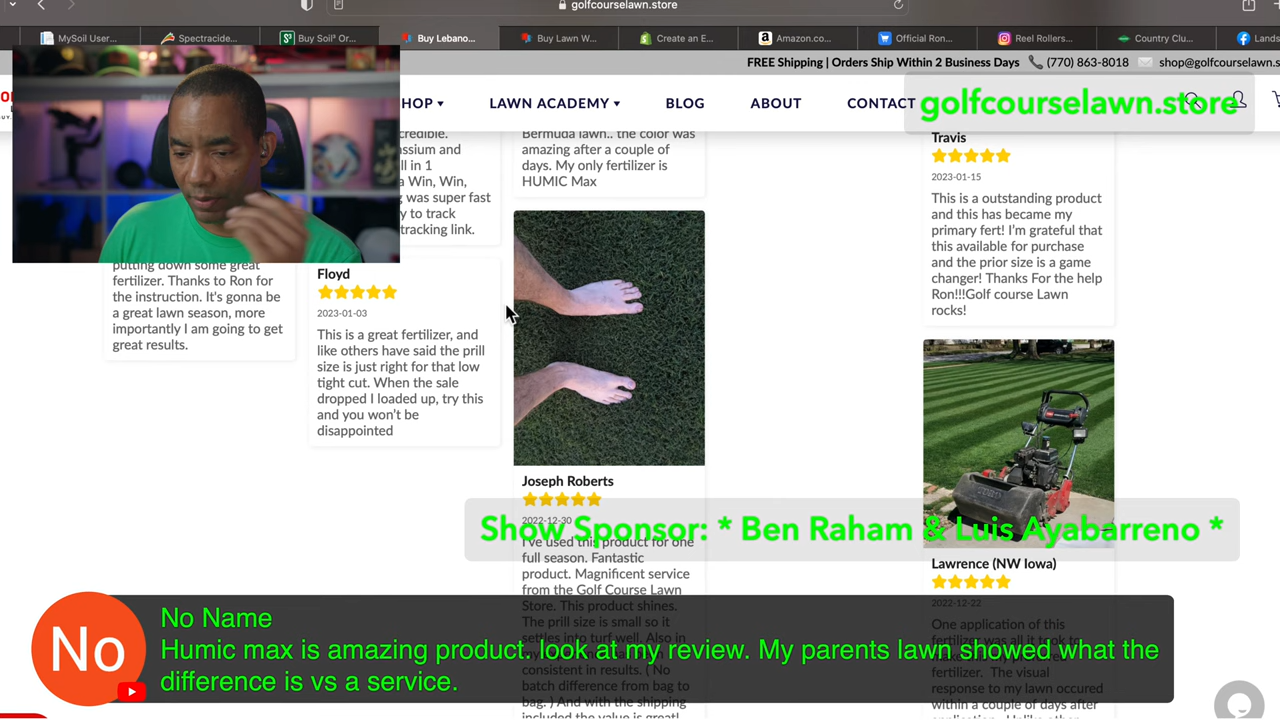 golfcourselawn.store
MySoil User...
Spectracide...
Buy Soil³ Or...
Buy Lebano...
Buy Lawn W...
Create an E...
Amazon.co...
Official Ron...
Reel Rollers...
Country Clu...
Lands
FREE Shipping | Orders Ship Within 2 Business Days
(770) 863-8018
shop@golfcourselawn.s
HOP
LAWN ACADEMY
BLOG
ABOUT
CONTACT
golfcourselawn.store
putting down some great
fertilizer. Thanks to Ron for
the instruction. It's gonna be
a great lawn season, more
importantly I am going to get
great results.
credible.
ssium and
ll in 1
a Win, Win,
g was super fast
y to track
tracking link.
Floyd
2023-01-03
This is a great fertilizer, and
like others have said the prill
size is just right for that low
tight cut. When the sale
dropped I loaded up, try this
and you won't be
disappointed
Bermuda lawn.. the color was
amazing after a couple of
days. My only fertilizer is
HUMIC Max
Joseph Roberts
2022-12-30
I've used this product for one
full season. Fantastic
product. Magnificent service
from the Golf Course Lawn
Store. This product shines.
The prill size is small so it
settles into turf well. Also in
consistent in results. ( No
batch difference from bag to
bag. ) And with the shipping
included the value is great!
Travis
2023-01-15
This is a outstanding product
and this has became my
primary fert! I'm grateful that
this available for purchase
and the prior size is a game
changer! Thanks For the help
Ron!!!Golf course Lawn
rocks!
Lawrence (NW Iowa)
2022-12-22
One application of this
fertilizer was all it took to
fertilizer. The visual
response to my lawn occured
within a couple of days after
Show Sponsor: * Ben Raham & Luis Ayabarreno *
No
No Name
Humic max is amazing product. look at my review. My parents lawn showed what the
difference is vs a service.